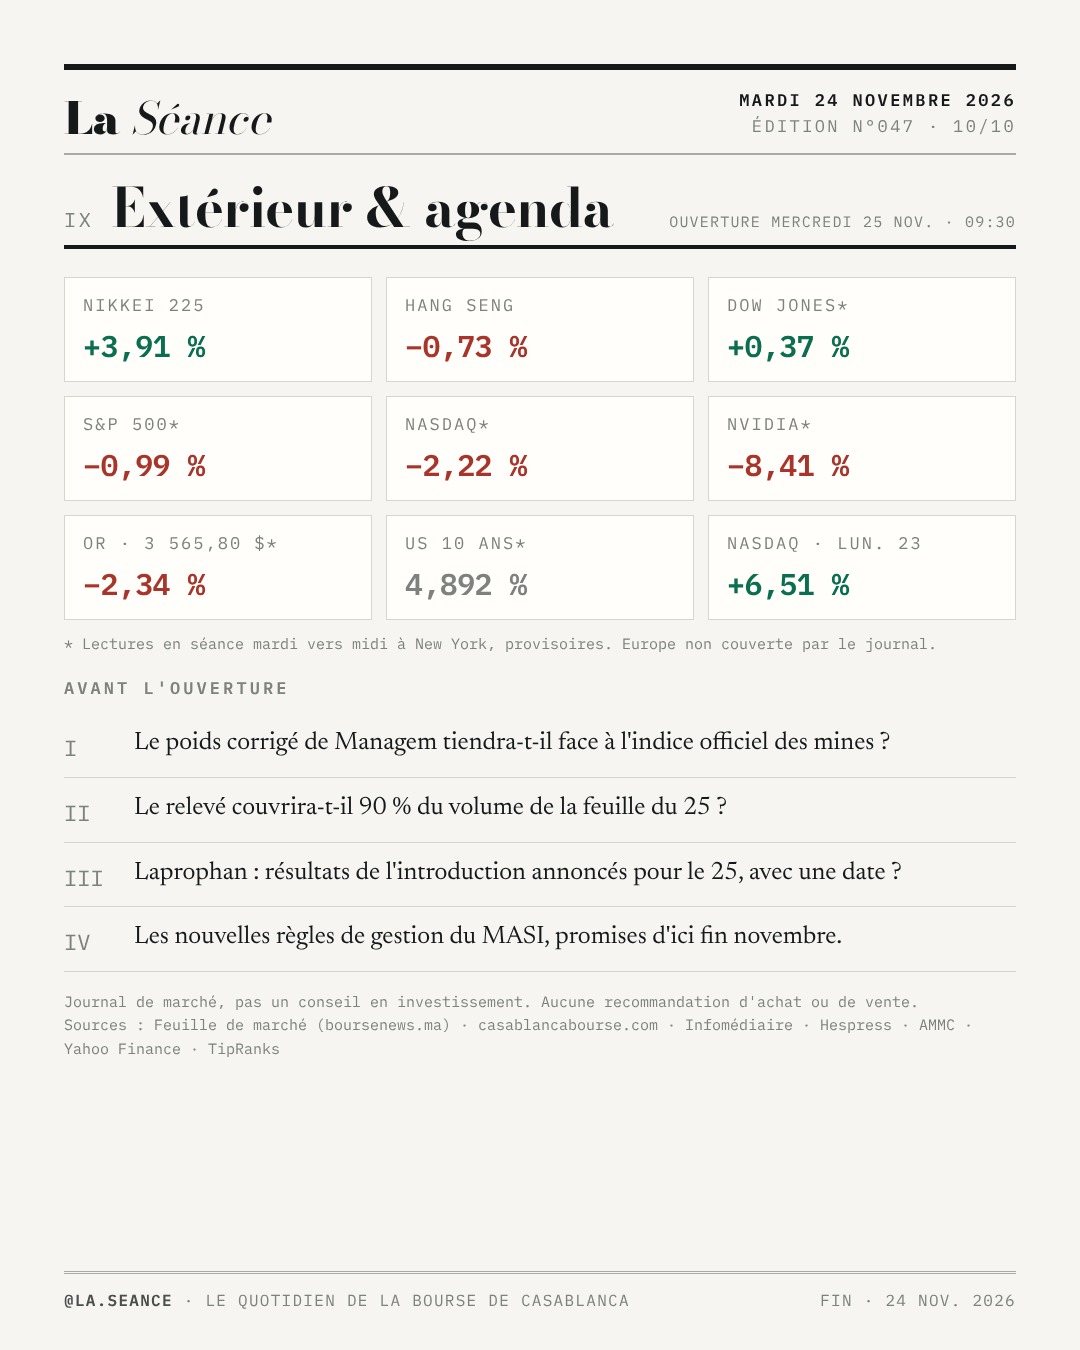 La Séance
MARDI 24 NOVEMBRE 2026
ÉDITION N°047 · 10/10
IX Extérieur & agenda
OUVERTURE MERCREDI 25 NOV. · 09:30
NIKKEI 225
+3,91 %
HANG SENG
−0,73 %
DOW JONES*
+0,37 %
S&P 500*
−0,99 %
NASDAQ*
−2,22 %
NVIDIA*
−8,41 %
OR · 3 565,80 $*
−2,34 %
US 10 ANS*
4,892 %
NASDAQ · LUN. 23
+6,51 %
* Lectures en séance mardi vers midi à New York, provisoires. Europe non couverte par le journal.
AVANT L'OUVERTURE
I Le poids corrigé de Managem tiendra-t-il face à l'indice officiel des mines ?
II Le relevé couvrira-t-il 90 % du volume de la feuille du 25 ?
III Laprophan : résultats de l'introduction annoncés pour le 25, avec une date ?
IV Les nouvelles règles de gestion du MASI, promises d'ici fin novembre.
Journal de marché, pas un conseil en investissement. Aucune recommandation d'achat ou de vente.
Sources : Feuille de marché (boursenews.ma) · casablancabourse.com · Infomédiaire · Hespress · AMMC ·
Yahoo Finance · TipRanks
@LA.SEANCE · LE QUOTIDIEN DE LA BOURSE DE CASABLANCA
FIN · 24 NOV. 2026